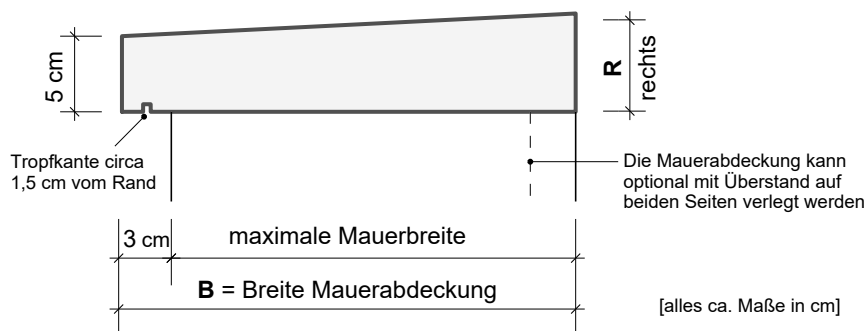 5 cm
R
rechts
Tropfkante circa
1,5 cm vom Rand
Die Mauerabdeckung kann
optional mit Überstand auf
beiden Seiten verlegt werden
3 cm
maximale Mauerbreite
B = Breite Mauerabdeckung
[alles ca. Maße in cm]